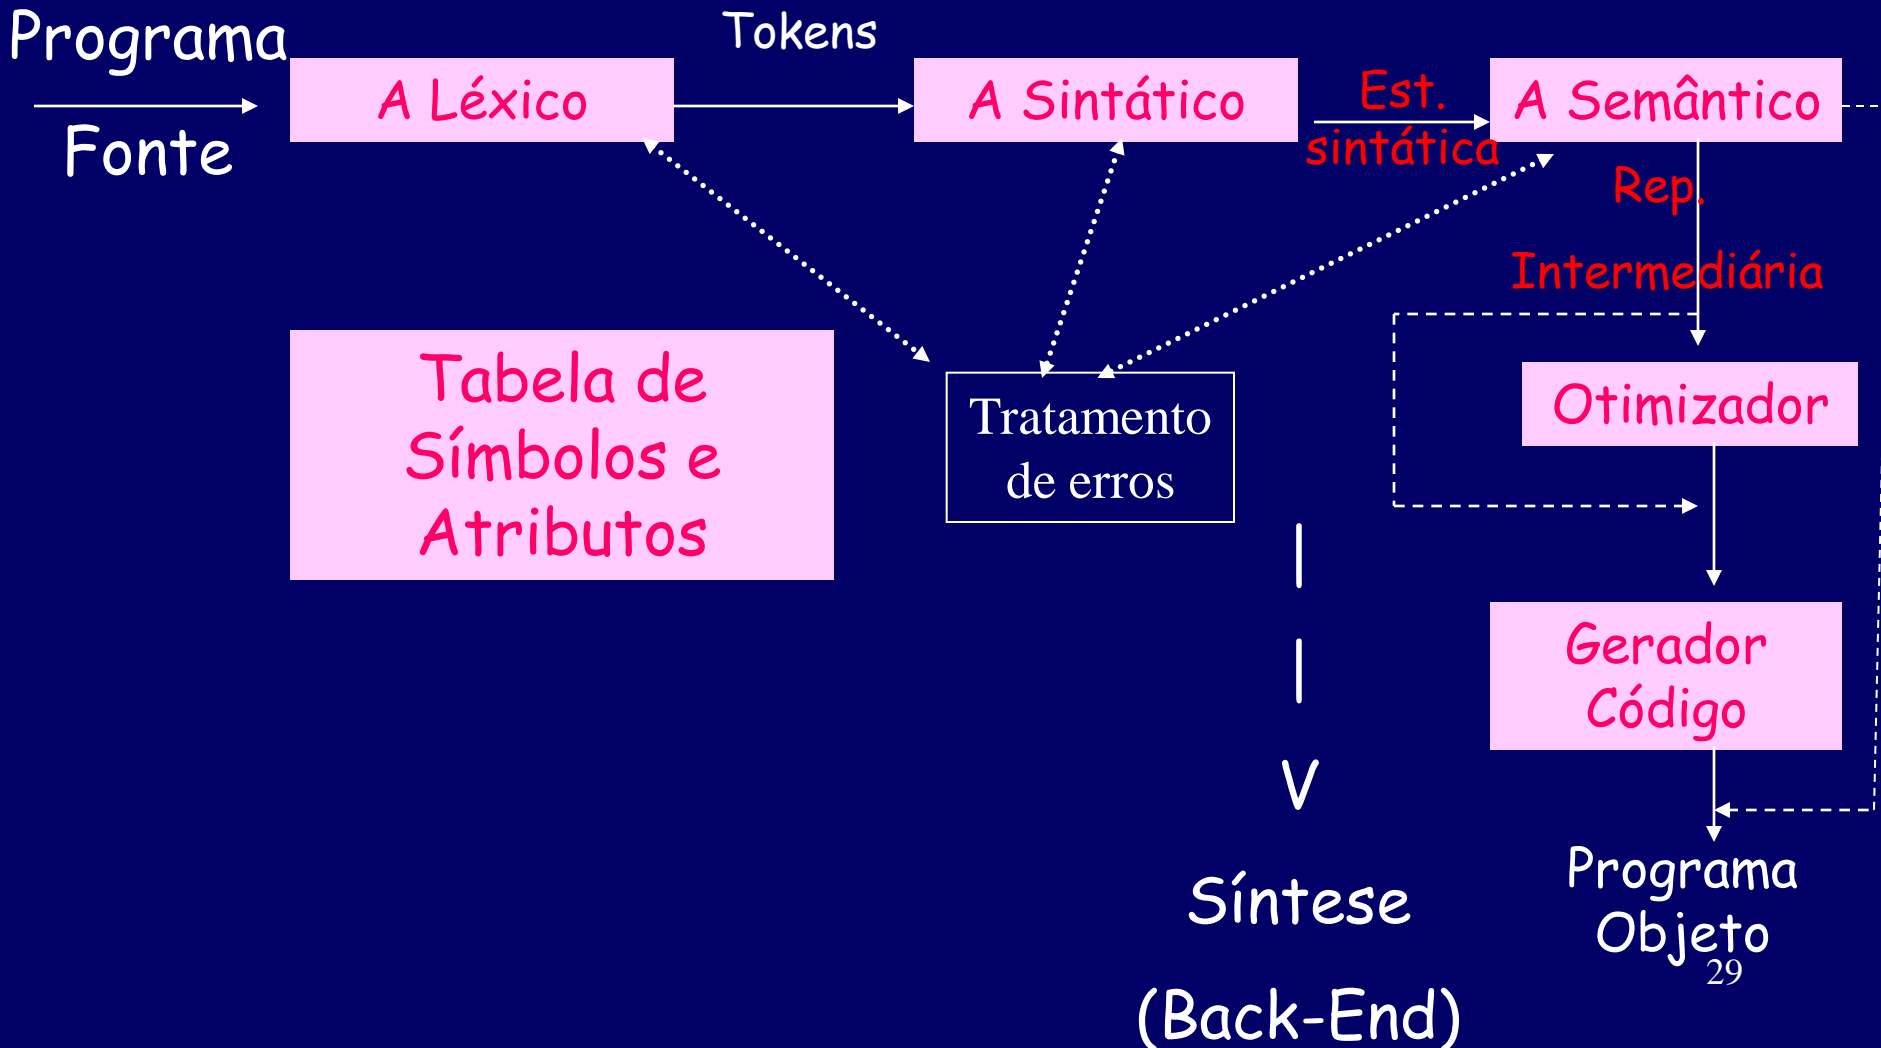 Programa
Fonte
A Léxico
Tokens
A Sintático
Est.
sintática
A Semântico
Rep.
Intermediária
Tabela de
Símbolos e
Atributos
Tratamento
de erros
Otimizador
Gerador
Código
Síntese
(Back-End)
Programa
Objeto
29